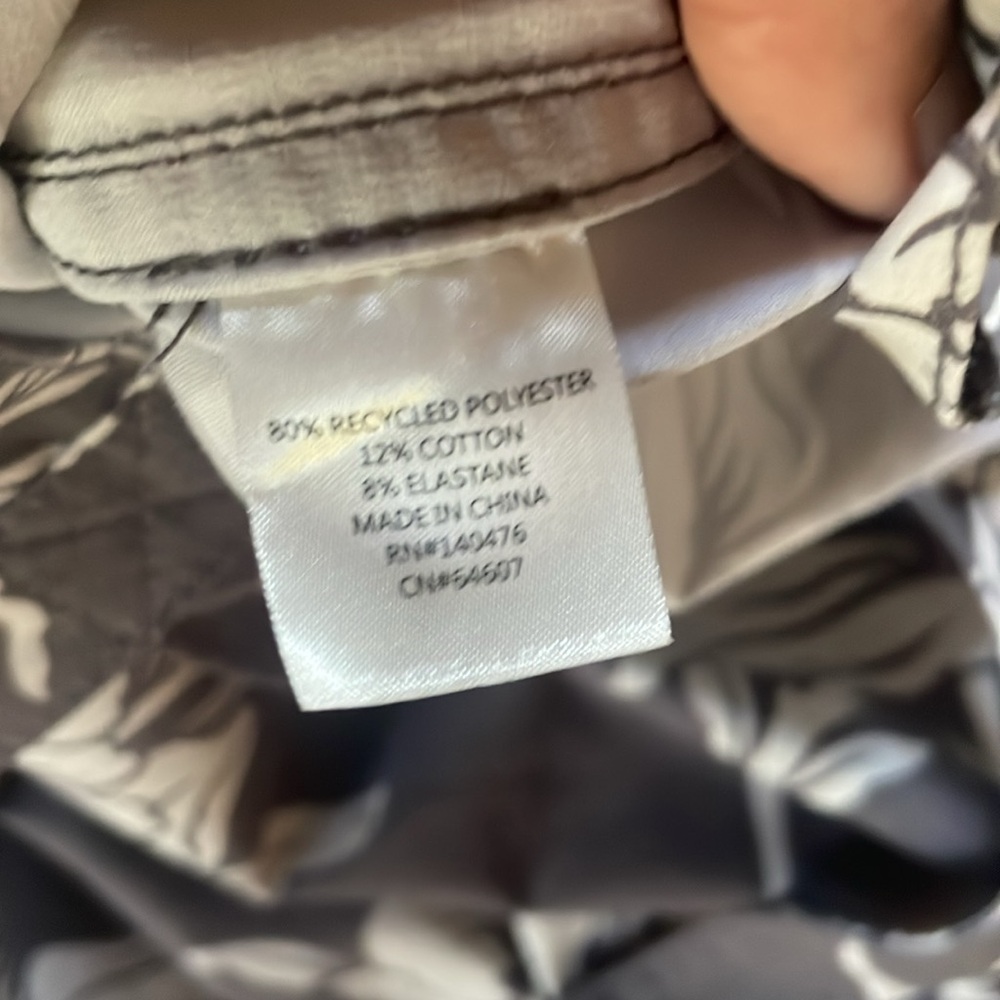 80% RECYCLED POLYESTER
12% COTTON
8% ELASTANE
MADE IN CHINA
RN#140476
CN#64607